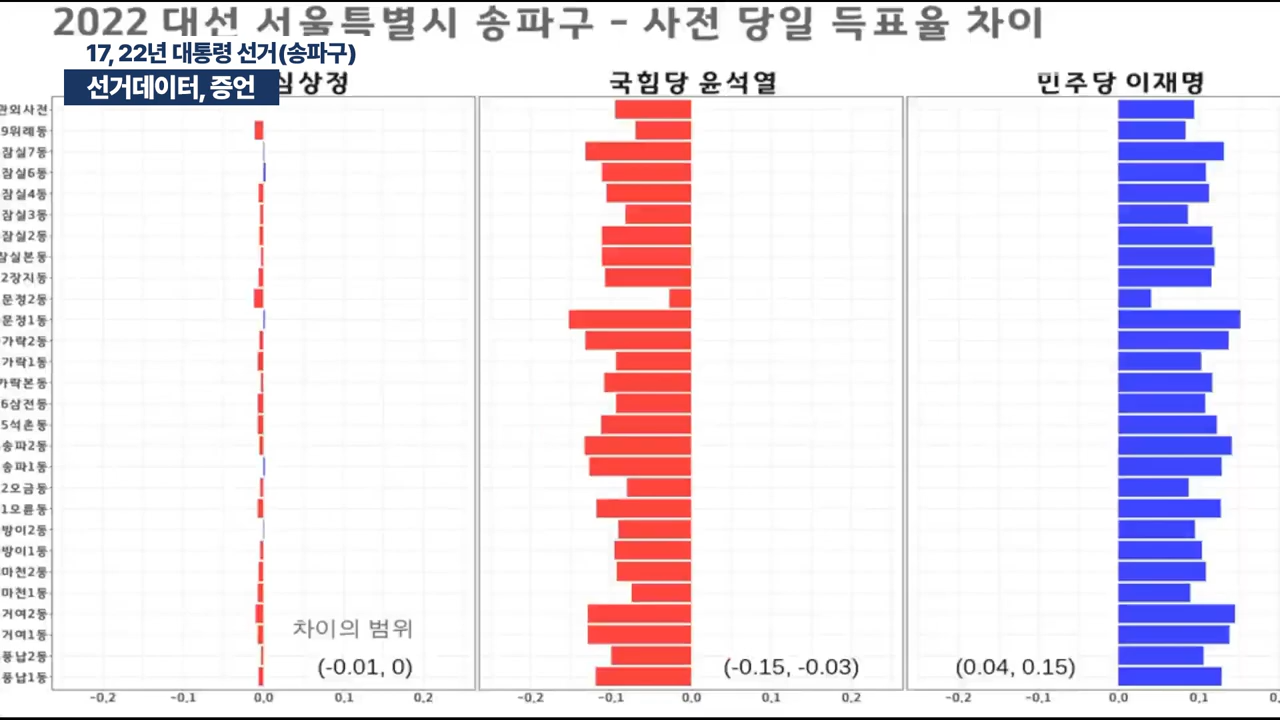 2022 대선 서울특별시 송파구 - 사전 당일 득표율 차이
17, 22년 대통령 선거(송파구)
선거데이터, 증언
심상정
국힘당 윤석열
민주당 이재명
관외사전
9위례동
잠실7동
잠실6동
잠실4동
잠실3동
잠실2동
잠실본동
2장지동
문정2동
문정1동
가락2동
가락1동
가락본동
6삼전동
5석촌동
송파2동
송파1동
2오금동
1오륜동
방이2동
방이1동
마천2동
마천1동
거여2동
거여1동
풍납2동
풍납1동
차이의 범위
(-0.01, 0)
(-0.15, -0.03)
(0.04, 0.15)
-0.2 -0.1 0.0 0.1 0.2
-0.2 -0.1 0.0 0.1 0.2
-0.2 -0.1 0.0 0.1 0.